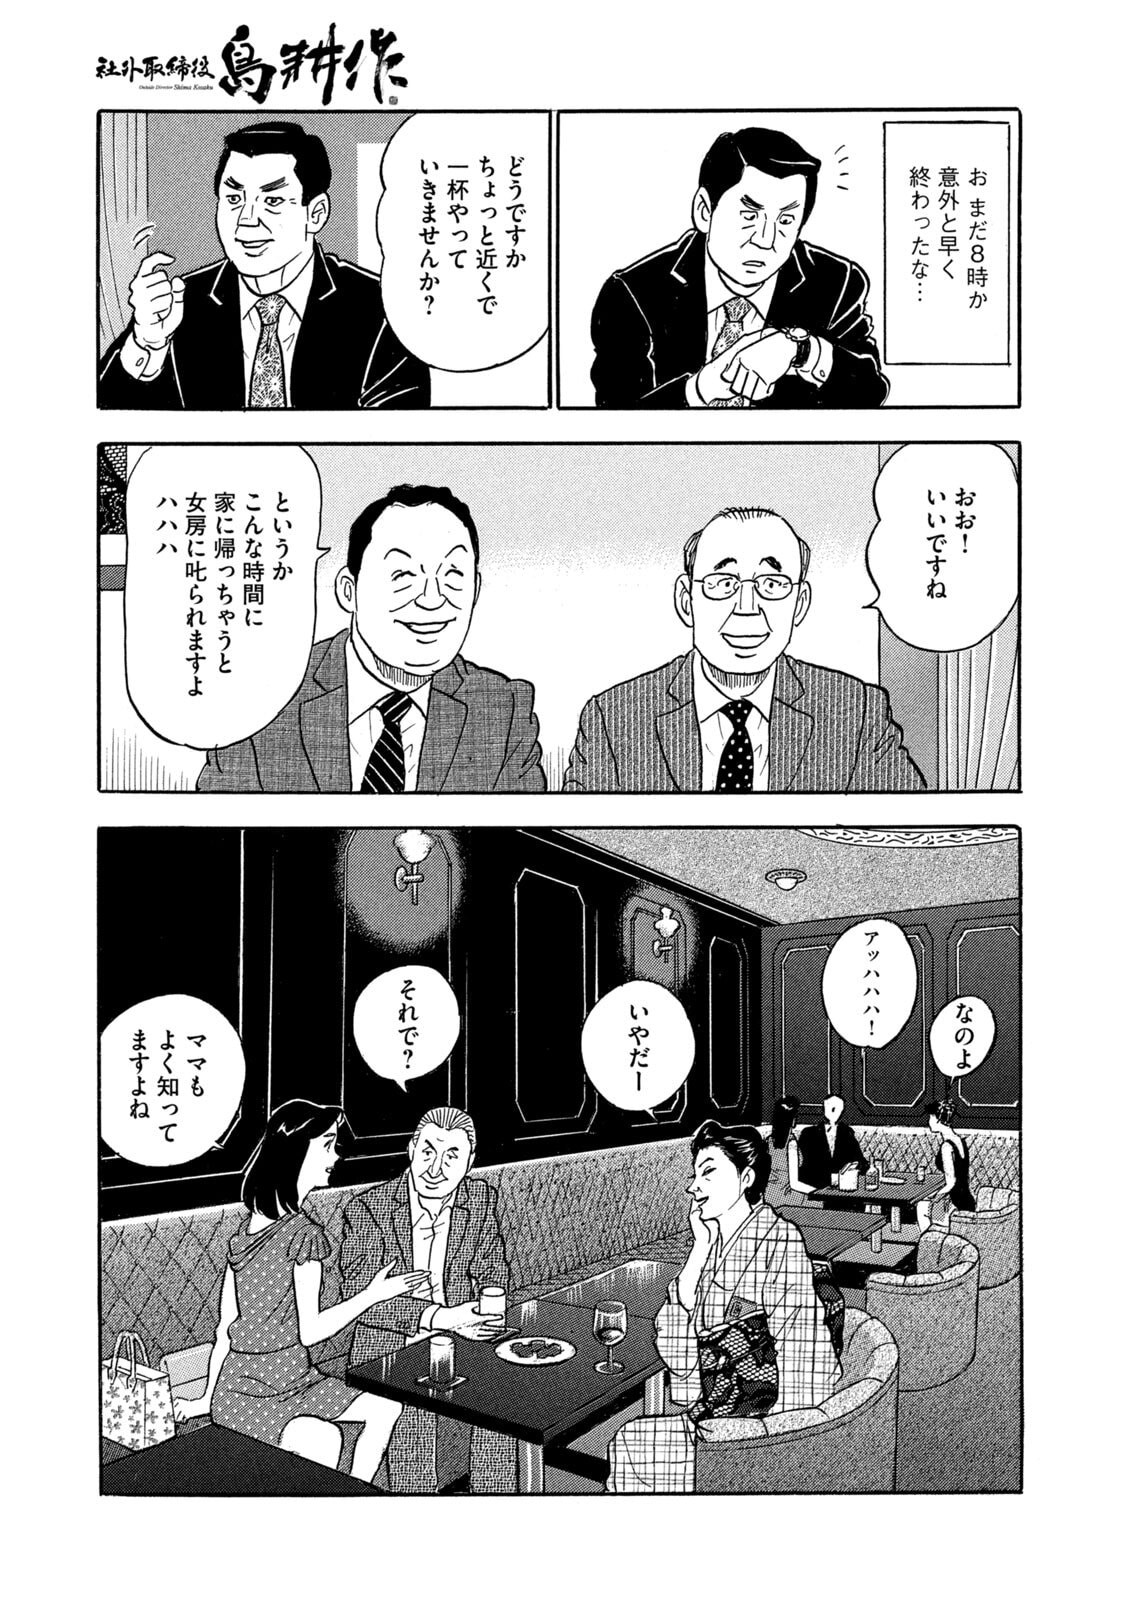 社外取締役
島耕作
Outside Director Shima Kosaku
お まだ8時か
意外と早く
終わったな…
どうですか
ちょっと近くで
一杯やって
いきませんか?
おお!
いいですね
というか
こんな時間に
家に帰っちゃうと
女房に叱られますよ
ハハハ
なのよ
アッハハハ!
いやだー
それで?
ママも
よく知って
ますよね